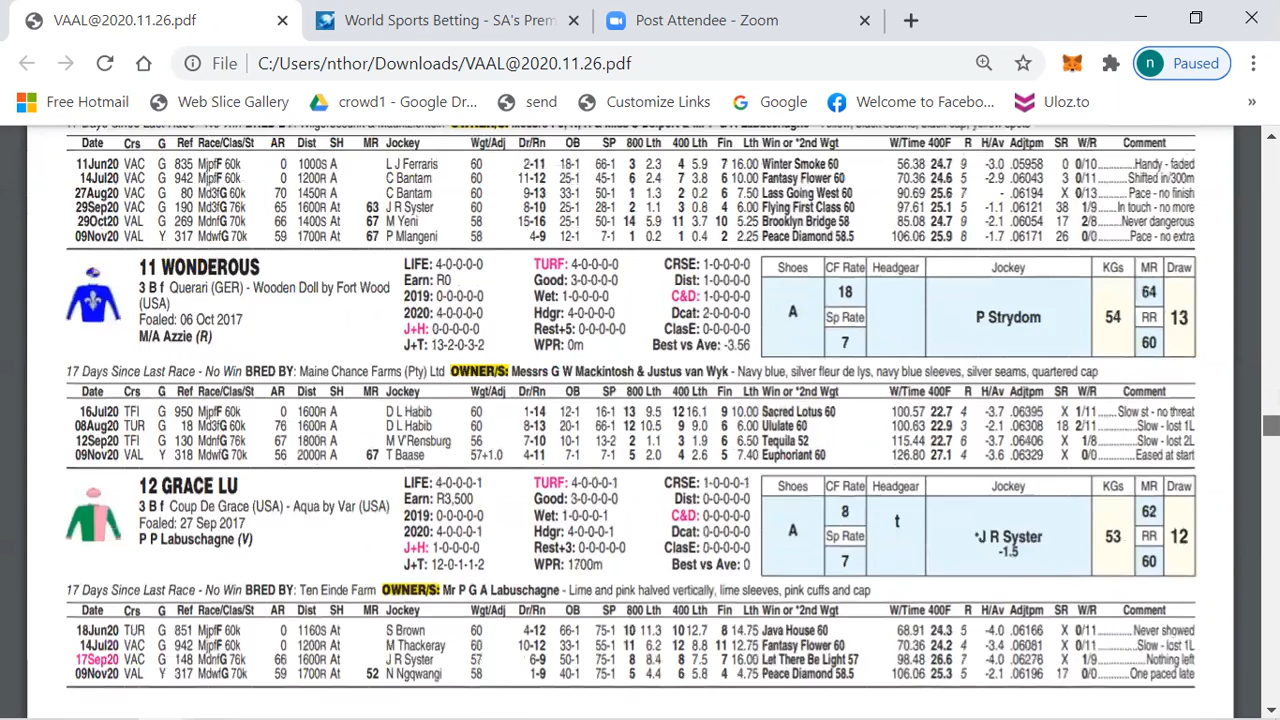 VAAL@2020.11.26.pdf
World Sports Betting - SA's Prem
Post Attendee - Zoom
File C:/Users/nthor/Downloads/VAAL@2020.11.26.pdf
n Paused
Free Hotmail Web Slice Gallery crowd1 - Google Dr... send Customize Links Google Welcome to Facebo... Uloz.to »
17 Days Since Last Race - No Win BRED
Date Crs G Ref Race/Clas/St AR Dist SH MR Jockey Wgt/Adj Dr/Rn OB SP 800 Lth 400 Lth Fin Lth Win or *2nd Wgt W/Time 400F R H/Av Adjtpm SR W/R Comment
11Jun20 VAC G 835 MjpfF 60k 0 1000S A L J Ferraris 60 2-11 18-1 66-1 3 2.3 4 5.9 7 16.00 Winter Smoke 60 56.38 24.7 9 -3.0 .05958 0 0/10 Handy - faded
14Jul20 VAC G 942 MjpfF 60k 0 1200R A C Bantam 60 11-12 25-1 45-1 6 2.4 7 3.8 6 10.00 Fantasy Flower 60 70.36 24.6 5 -2.9 .06043 3 0/11 Shifted in/300m
27Aug20 VAC G 80 Md3fG 76k 70 1450R A C Bantam 60 9-13 33-1 50-1 1 1.3 2 0.2 6 7.50 Lass Going West 60 90.69 25.6 7 - .06194 X 0/13 Pace - no finish
29Sep20 VAC G 190 Md3fG 76k 65 1600R At 63 J R Syster 60 8-10 25-1 28-1 2 1.1 3 0.8 4 6.00 Flying First Class 60 97.61 25.1 5 -1.1 .06121 38 1/9 In touch - no more
29Oct20 VAL G 269 MdwfG 70k 66 1400S At 67 M Yeni 58 15-16 25-1 50-1 14 5.9 11 3.7 10 5.25 Brooklyn Bridge 58 85.08 24.7 9 -2.1 .06054 17 2/8 Never dangerous
09Nov20 VAL Y 317 MdwfG 70k 59 1700R At 67 P Mlangeni 58 4-9 12-1 7-1 1 0.2 1 0.4 2 2.25 Peace Diamond 58.5 106.06 25.9 8 -1.7 .06171 26 0/0 Pace - no extra
11 WONDEROUS
3 B f Querari (GER) - Wooden Doll by Fort Wood
(USA)
Foaled: 06 Oct 2017
M/A Azzie (R)
LIFE: 4-0-0-0-0 TURF: 4-0-0-0-0 CRSE: 1-0-0-0-0
Earn: R0 Good: 3-0-0-0-0 Dist: 1-0-0-0-0
2019: 0-0-0-0-0 Wet: 1-0-0-0-0 C&D: 1-0-0-0-0
2020: 4-0-0-0-0 Hdgr: 4-0-0-0-0 Dcat: 2-0-0-0-0
J+H: 0-0-0-0-0 Rest+5: 0-0-0-0-0 ClasE: 0-0-0-0-0
J+T: 13-2-0-3-2 WPR: 0m Best vs Ave: -3.56
Shoes CF Rate Headgear Jockey KGs MR Draw
A 18 P Strydom 54 64 13
Sp Rate RR
7 60
17 Days Since Last Race - No Win BRED BY: Maine Chance Farms (Pty) Ltd OWNER/S: Messrs G W Mackintosh & Justus van Wyk - Navy blue, silver fleur de lys, navy blue sleeves, silver seams, quartered cap
Date Crs G Ref Race/Clas/St AR Dist SH MR Jockey Wgt/Adj Dr/Rn OB SP 800 Lth 400 Lth Fin Lth Win or *2nd Wgt W/Time 400F R H/Av Adjtpm SR W/R Comment
16Jul20 TFI G 950 MjpfF 60k 0 1600R A D L Habib 60 1-14 12-1 16-1 13 9.5 12 16.1 9 10.00 Sacred Lotus 60 100.57 22.7 4 -3.7 .06395 X 1/11 Slow st - no threat
08Aug20 TUR G 18 Md3fG 60k 76 1600R A D L Habib 60 8-13 20-1 18-1 12 10.5 9 9.0 6 6.00 Ululate 60 100.63 22.9 3 -2.1 .06308 18 2/11 Slow - lost 1L
12Sep20 TFI G 130 MdfG 76k 67 1800R A M V'Rensburg 56 7-10 10-1 13-2 2 1.1 3 1.9 6 6.50 Tequila 52 115.44 22.7 6 -3.7 .06406 X 1/8 Slow - lost 2L
09Nov20 VAL Y 318 MdwfG 70k 56 2000R A 67 T Baase 57+1.0 4-11 7-1 7-1 5 2.0 4 2.6 5 7.40 Euphoriant 60 126.80 27.1 4 -3.6 .06329 X 0/0 Eased at start
12 GRACE LU
3 B f Coup De Grace (USA) - Aqua by Var (USA)
Foaled: 27 Sep 2017
P P Labuschagne (V)
LIFE: 4-0-0-0-1 TURF: 4-0-0-0-1 CRSE: 1-0-0-0-1
Earn: R3,500 Good: 3-0-0-0-0 Dist: 0-0-0-0-0
2019: 0-0-0-0-0 Wet: 1-0-0-0-1 C&D: 0-0-0-0-0
2020: 4-0-0-0-1 Hdgr: 4-0-0-0-1 Dcat: 0-0-0-0-0
J+H: 1-0-0-0-0 Rest+3: 0-0-0-0-0 ClasE: 0-0-0-0-0
J+T: 12-0-1-1-2 WPR: 1700m Best vs Ave: 0
Shoes CF Rate Headgear Jockey KGs MR Draw
A 8 t *J R Syster 53 62 12
-1.5
Sp Rate RR
7 60
17 Days Since Last Race - No Win BRED BY: Ten Einde Farm OWNER/S: Mr P G A Labuschagne - Lime and pink halved vertically, lime sleeves, pink cuffs and cap
Date Crs G Ref Race/Clas/St AR Dist SH MR Jockey Wgt/Adj Dr/Rn OB SP 800 Lth 400 Lth Fin Lth Win or *2nd Wgt W/Time 400F R H/Av Adjtpm SR W/R Comment
18Jun20 TUR G 851 MjpfF 60k 0 1160S At S Brown 60 4-12 66-1 75-1 10 11.3 10 12.7 8 14.75 Java House 60 68.91 24.3 5 -4.0 .06166 X 0/11 Never showed
14Jul20 VAC G 942 MjpfF 60k 0 1200R At M Thackeray 60 10-12 33-1 55-1 11 6.2 12 8.8 11 12.75 Fantasy Flower 60 70.36 24.2 4 -3.4 .06081 X 0/11 Slow - lost 1L
17Sep20 VAC G 148 MdnfG 76k 66 1600R At J R Syster 57 6-9 50-1 75-1 8 8.4 8 7.5 7 16.00 Let There Be Light 57 98.48 26.6 7 -4.0 .06276 X 1/9 Nothing left
09Nov20 VAL Y 317 MdwfG 70k 59 1700R At 52 N Ngqwangi 58 1-9 40-1 75-1 5 4.4 6 5.8 4 4.75 Peace Diamond 58.5 106.06 25.3 5 -2.1 .06196 17 0/0 One paced late